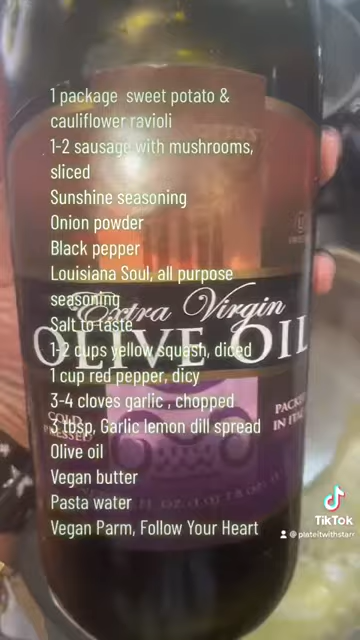 1 package sweet potato &
cauliflower ravioli
1-2 sausage with mushrooms,
sliced
Sunshine seasoning
Onion powder
Black pepper
Louisiana Soul, all purpose
seasoning
Salt to taste
1-2 cups yellow squash, diced
1 cup red pepper, dicy
3-4 cloves garlic , chopped
3 tbsp, Garlic lemon dill spread
Olive oil
Vegan butter
Pasta water
Vegan Parm, Follow Your Heart
Extra Virgin
OLIVE OIL
COLD
PRESSED
PACKED
IN ITALY
TikTok
@plateitwithstarr